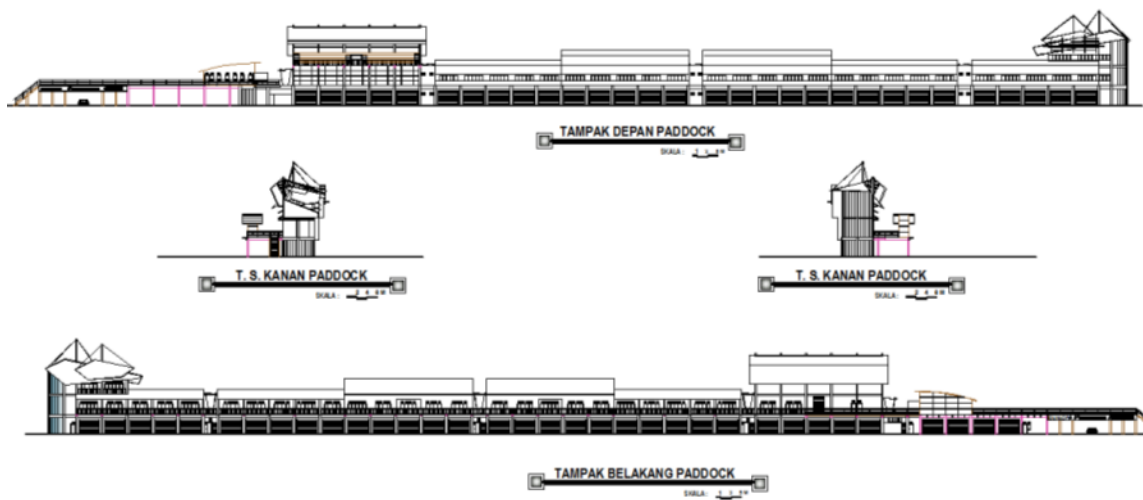 TAMPAK DEPAN PADDOCK
SKALA :
T. S. KANAN PADDOCK
SKALA :
T. S. KANAN PADDOCK
SKALA :
TAMPAK BELAKANG PADDOCK
SKALA :